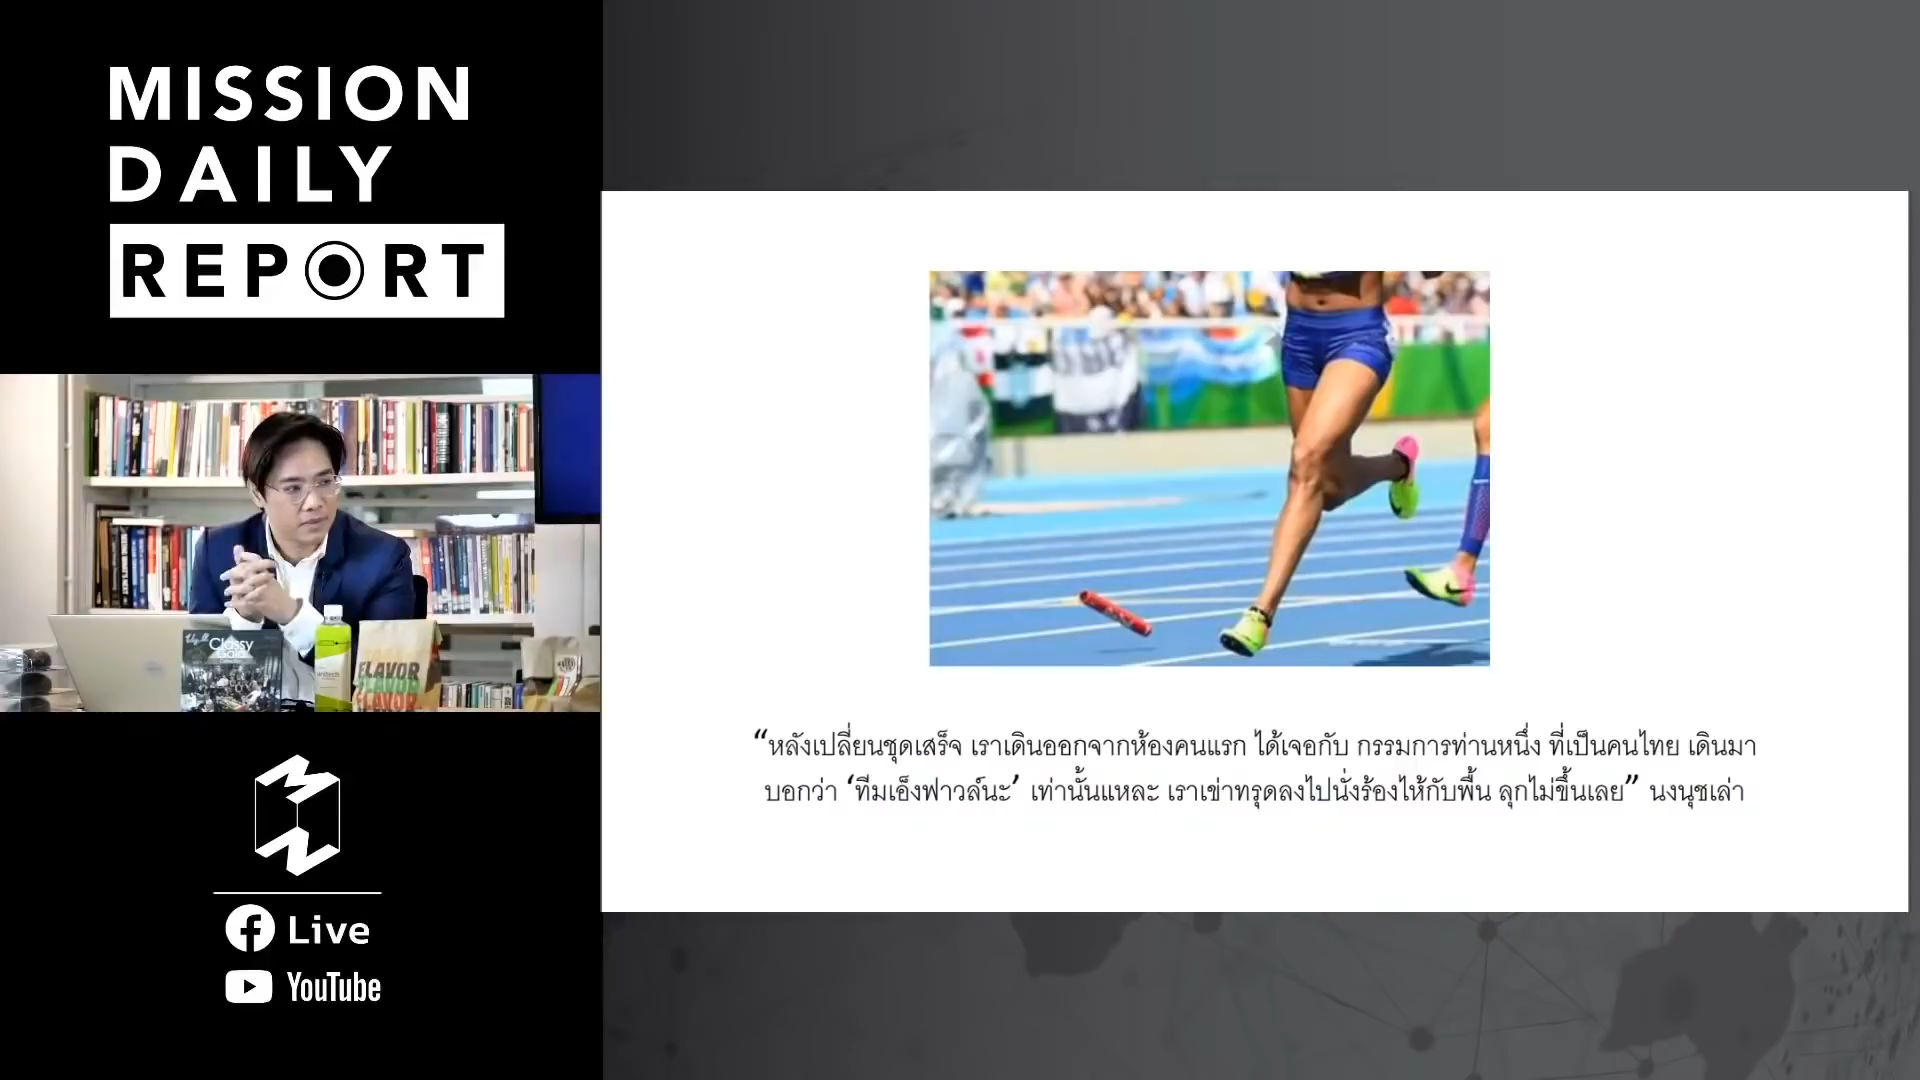 MISSION
DAILY
REPORT
Classy
Gold
FLAVOR
FLAVOR
FLAVOR
Live
YouTube
“หลังเปลี่ยนชุดเสร็จ เราเดินออกจากห้องคนแรก ได้เจอกับ กรรมการท่านหนึ่ง ที่เป็นคนไทย เดินมา
บอกว่า ‘ทีมเอ็งฟาวล์นะ’ เท่านั้นแหละ เราเข่าทรุดลงไปนั่งร้องไห้กับพื้น ลุกไม่ขึ้นเลย” นงนุชเล่า